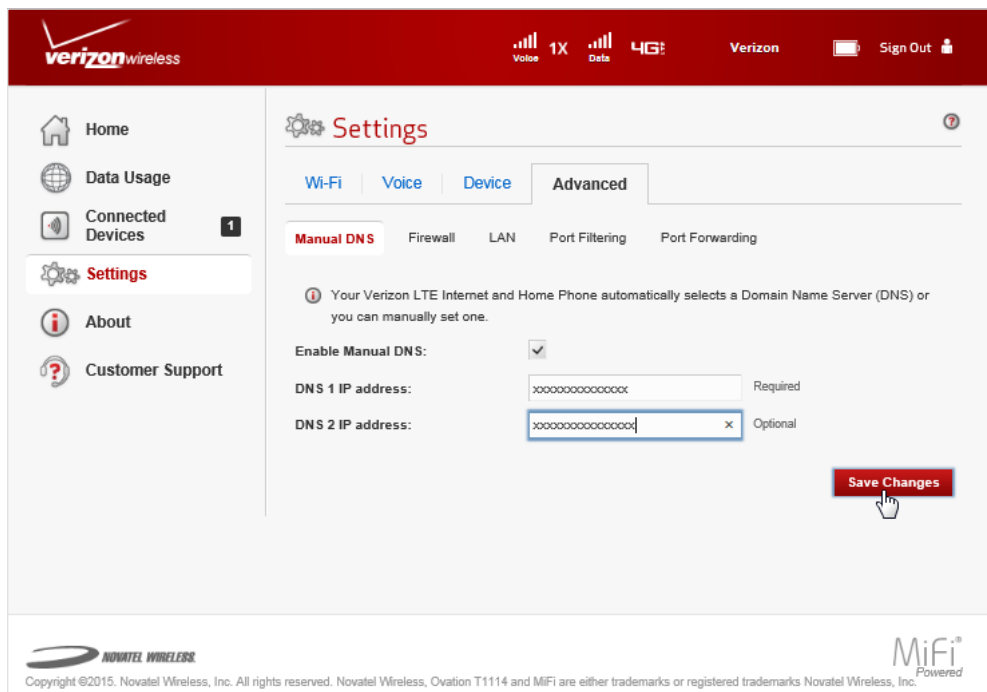 verizonwireless
Voice 1X Data 4G LTE Verizon Sign Out
Home
Data Usage
Connected Devices 1
Settings
About
Customer Support
Settings ?
Wi-Fi Voice Device Advanced
Manual DNS Firewall LAN Port Filtering Port Forwarding
Your Verizon LTE Internet and Home Phone automatically selects a Domain Name Server (DNS) or
you can manually set one.
Enable Manual DNS:
DNS 1 IP address: xxxxxxxxxxxxxxx Required
DNS 2 IP address: xxxxxxxxxxxxxxxx × Optional
Save Changes
NOVATEL WIRELESS.
MiFi®
Powered
Copyright ©2015. Novatel Wireless, Inc. All rights reserved. Novatel Wireless, Ovation T1114 and MiFi are either trademarks or registered trademarks Novatel Wireless, Inc.